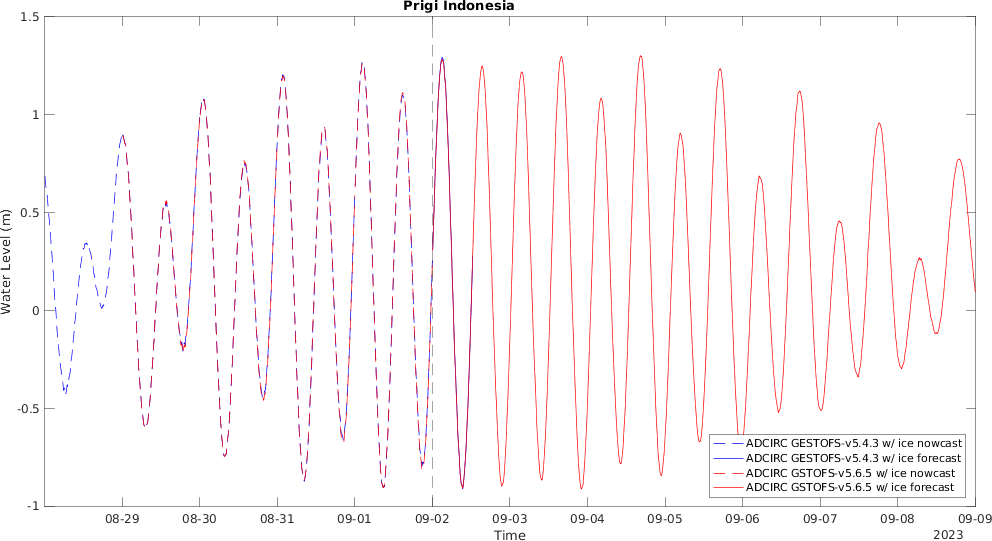 Prigi Indonesia
1.5
1
0.5
0
-0.5
-1
Water Level (m)
ADCIRC GESTOFS-v5.4.3 w/ ice nowcast
ADCIRC GESTOFS-v5.4.3 w/ ice forecast
ADCIRC GSTOFS-v5.6.5 w/ ice nowcast
ADCIRC GSTOFS-v5.6.5 w/ ice forecast
08-29 08-30 08-31 09-01 09-02 09-03 09-04 09-05 09-06 09-07 09-08 09-09
Time
2023